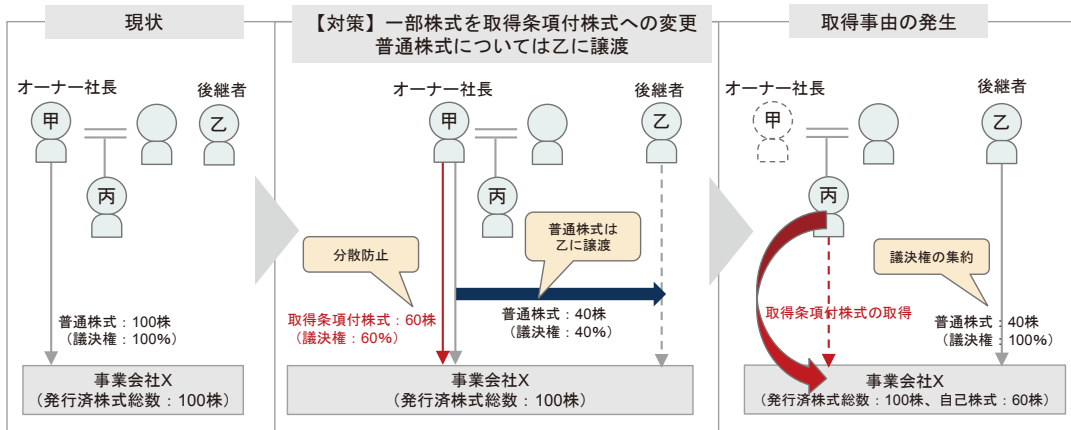 現状
オーナー社長
甲
後継者
乙
丙
普通株式：100株
（議決権：100%）
事業会社X
（発行済株式総数：100株）
【対策】一部株式を取得条項付株式への変更
普通株式については乙に譲渡
オーナー社長
甲
後継者
乙
丙
分散防止
普通株式は
乙に譲渡
取得条項付株式：60株
（議決権：60%）
普通株式：40株
（議決権：40%）
事業会社X
（発行済株式総数：100株）
取得事由の発生
オーナー社長
甲
後継者
乙
丙
議決権の集約
取得条項付株式の取得
普通株式：40株
（議決権：100%）
事業会社X
（発行済株式総数：100株、自己株式：60株）